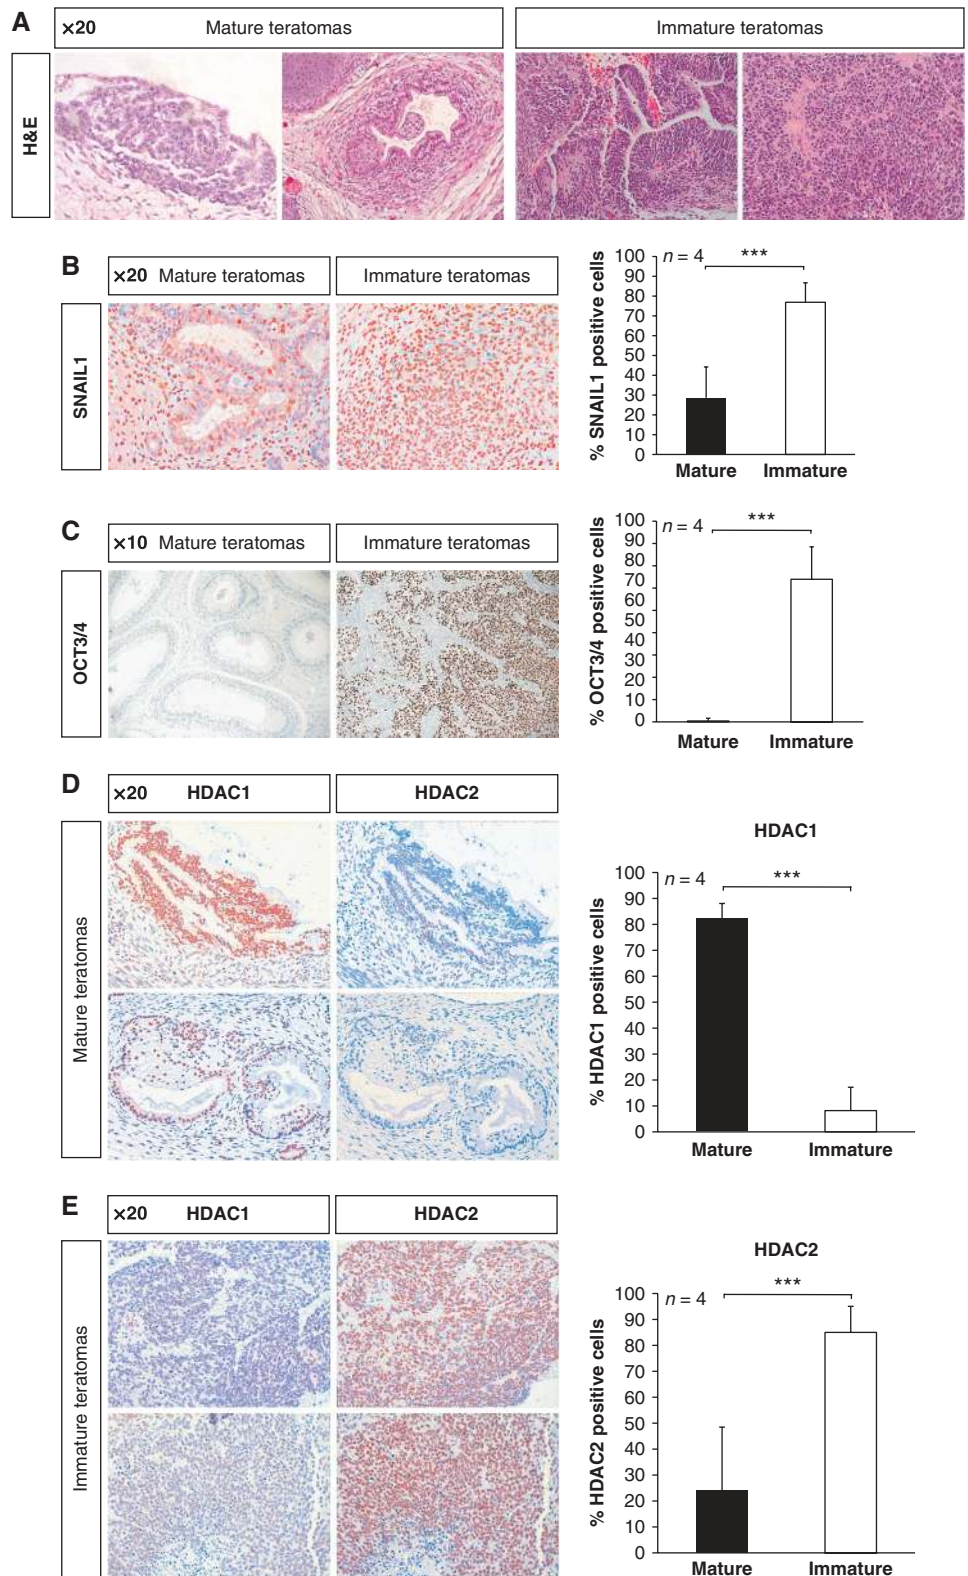 A
×20 Mature teratomas
Immature teratomas
H&E
B
×20 Mature teratomas
Immature teratomas
SNAIL1
% SNAIL1 positive cells
100
90
80
70
60
50
40
30
20
10
0
n = 4
***
Mature Immature
C
×10 Mature teratomas
Immature teratomas
OCT3/4
% OCT3/4 positive cells
100
90
80
70
60
50
40
30
20
10
0
n = 4
***
Mature Immature
D
×20 HDAC1
HDAC2
Mature teratomas
HDAC1
% HDAC1 positive cells
100
90
80
70
60
50
40
30
20
10
0
n = 4
***
Mature Immature
E
×20 HDAC1
HDAC2
Immature teratomas
HDAC2
% HDAC2 positive cells
100
90
80
70
60
50
40
30
20
10
0
n = 4
***
Mature Immature